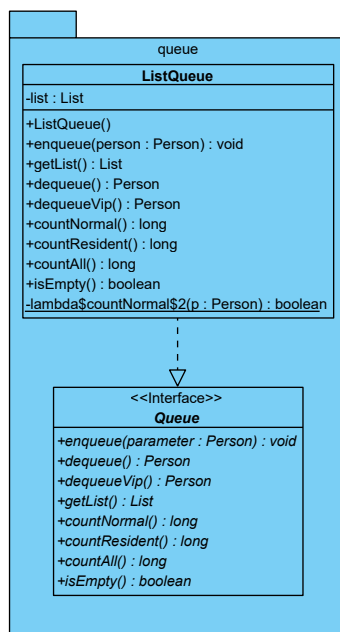 queue
ListQueue
-list : List
+ListQueue()
+enqueue(person : Person) : void
+getList() : List
+dequeue() : Person
+dequeueVip() : Person
+countNormal() : long
+countResident() : long
+countAll() : long
+isEmpty() : boolean
-lambda$countNormal$2(p : Person) : boolean
<<Interface>>
Queue
+enqueue(parameter : Person) : void
+dequeue() : Person
+dequeueVip() : Person
+getList() : List
+countNormal() : long
+countResident() : long
+countAll() : long
+isEmpty() : boolean